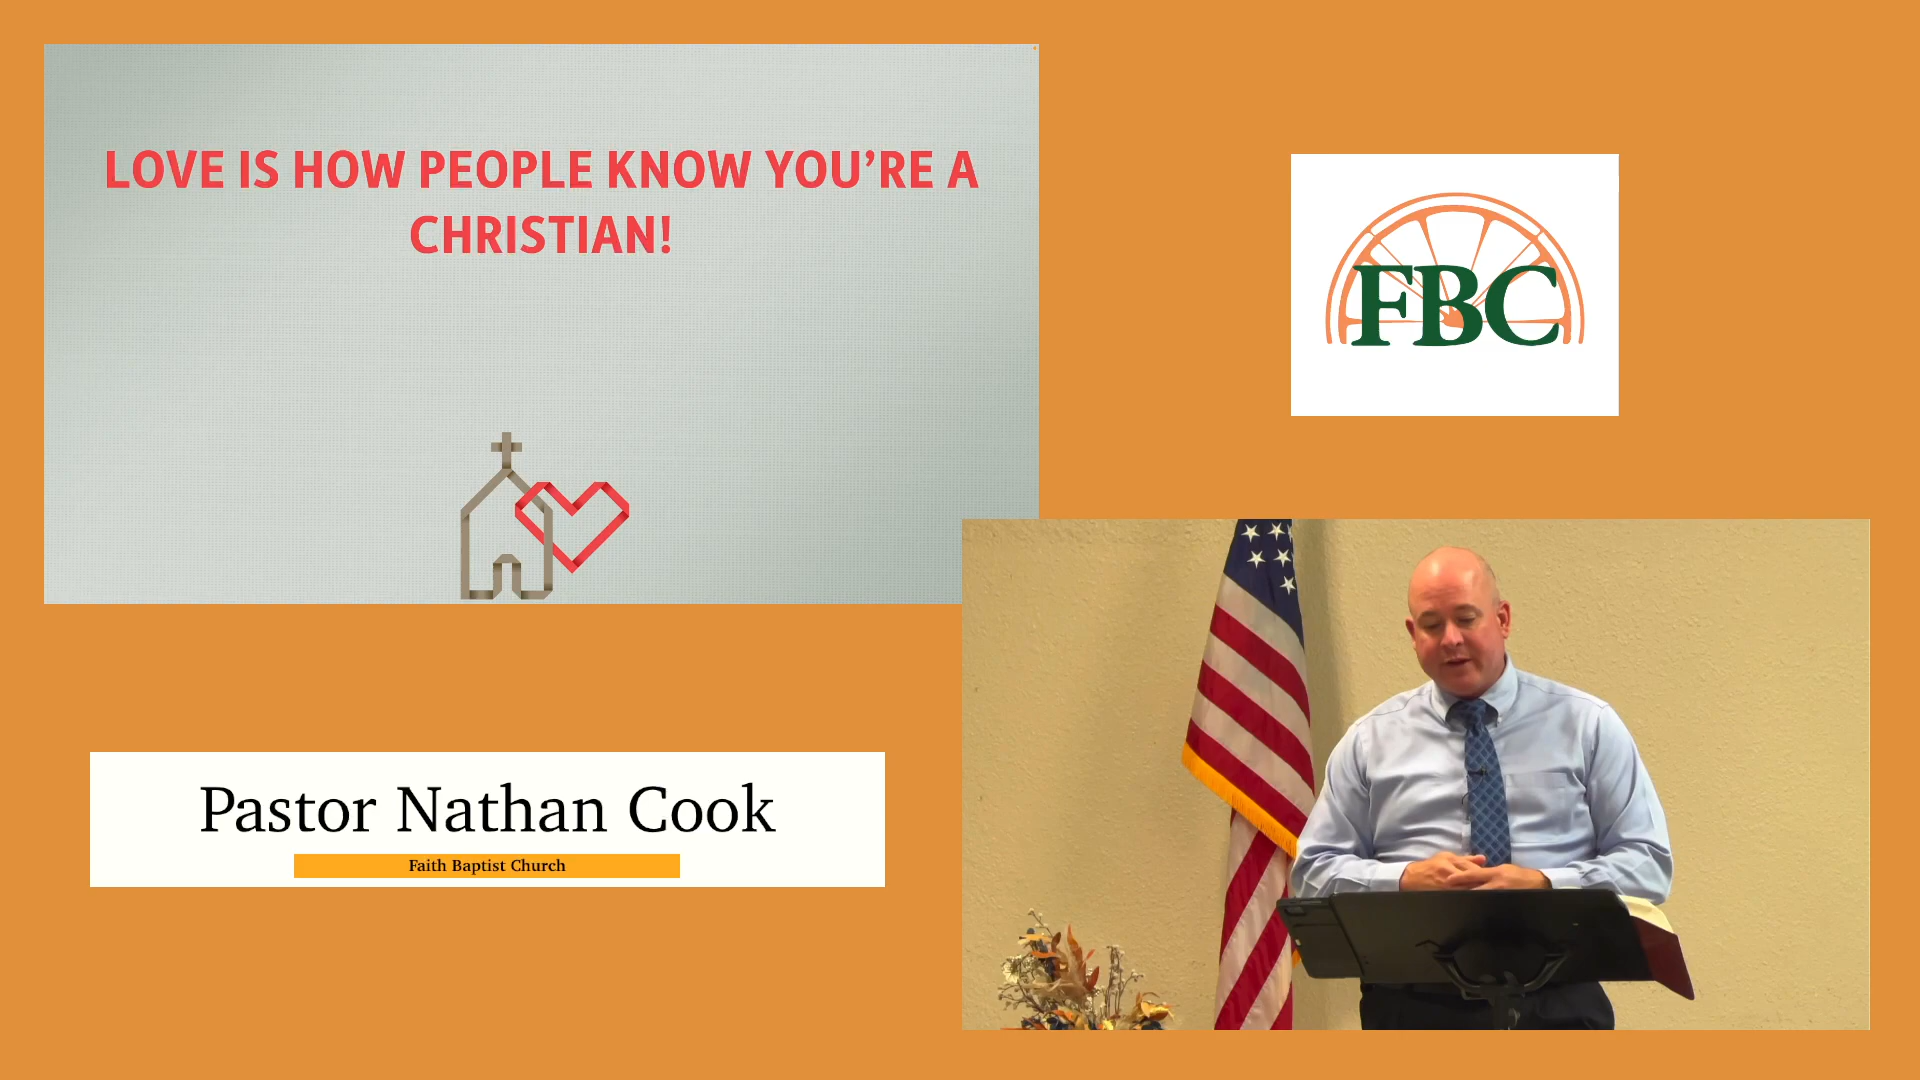 LOVE IS HOW PEOPLE KNOW YOU’RE A
CHRISTIAN!
FBC
Pastor Nathan Cook
Faith Baptist Church